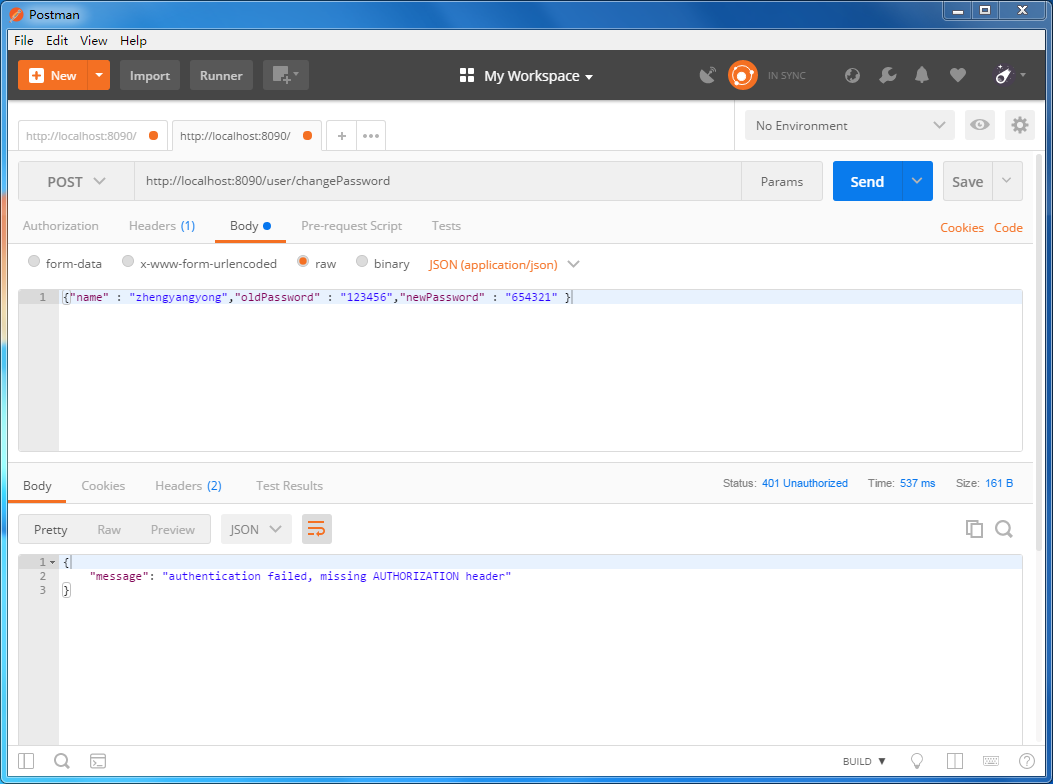 Postman
File Edit View Help
New Import Runner My Workspace IN SYNC
http://localhost:8090/ http://localhost:8090/ + No Environment
POST http://localhost:8090/user/changePassword Params Send Save
Authorization Headers (1) Body Pre-request Script Tests Cookies Code
form-data x-www-form-urlencoded raw binary JSON (application/json)
1 {"name" : "zhengyangyong","oldPassword" : "123456","newPassword" : "654321" }
Body Cookies Headers (2) Test Results Status: 401 Unauthorized Time: 537 ms Size: 161 B
Pretty Raw Preview JSON
1 {
2 "message": "authentication failed, missing AUTHORIZATION header"
3 }
BUILD